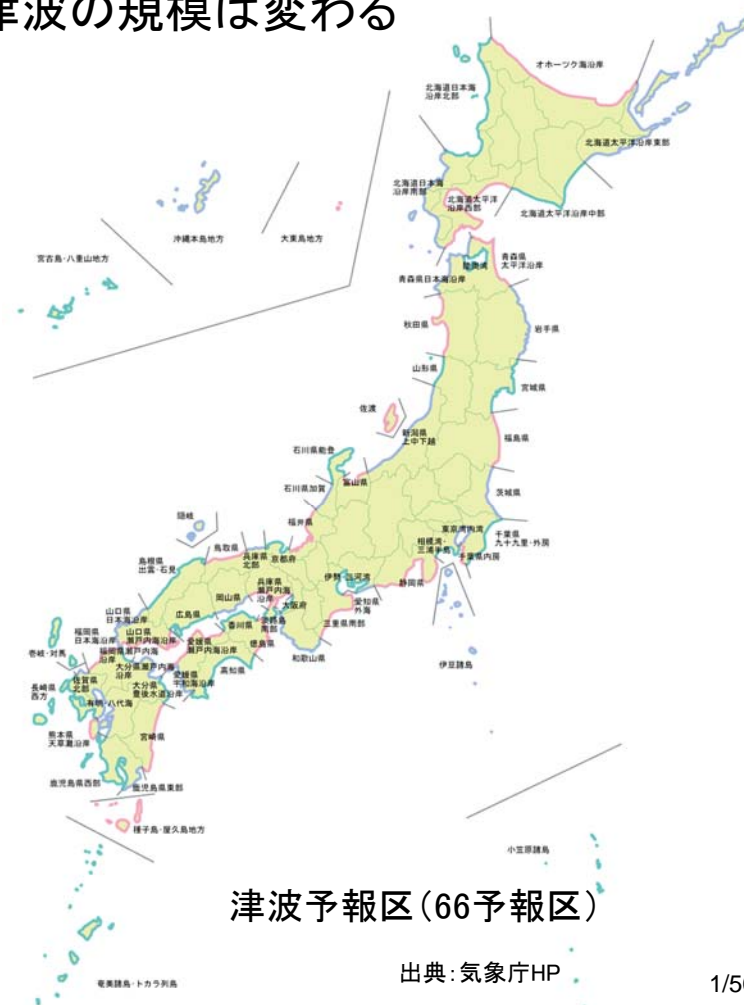 津波の規模は変わる
オホーツク海沿岸
北海道日本海
沿岸北部
北海道太平洋沿岸東部
北海道日本海
沿岸南部
北海道太平洋
沿岸西部
北海道太平洋沿岸中部
沖縄本島地方
大東島地方
宮古島・八重山地方
青森県
太平洋沿岸
陸奥湾
青森県日本海沿岸
秋田県
岩手県
山形県
宮城県
佐渡
新潟県
上中下越
福島県
石川県能登
富山県
石川県加賀
茨城県
隠岐
福井県
東京湾内湾
千葉県
九十九里・外房
相模湾・
三浦半島
千葉県内房
鳥取県
兵庫県
北部
京都府
島根県
出雲・石見
伊勢・三河湾
静岡県
兵庫県
瀬戸内海
沿岸
岡山県
大阪府
愛知県
外海
山口県
日本海沿岸
広島県
香川県
淡路島
南部
三重県南部
福岡県
日本海沿岸
山口県
瀬戸内海沿岸
愛媛県
瀬戸内海沿岸
徳島県
和歌山県
壱岐・対馬
福岡県瀬戸内海
沿岸
高知県
伊豆諸島
大分県瀬戸内海
沿岸
佐賀県
北部
大分県
豊後水道沿岸
愛媛県
宇和海沿岸
長崎県
西方
有明・八代海
熊本県
天草灘沿岸
宮崎県
鹿児島県西部
鹿児島県東部
種子島・屋久島地方
小笠原諸島
津波予報区(66予報区)
出典:気象庁HP
奄美諸島・トカラ列島